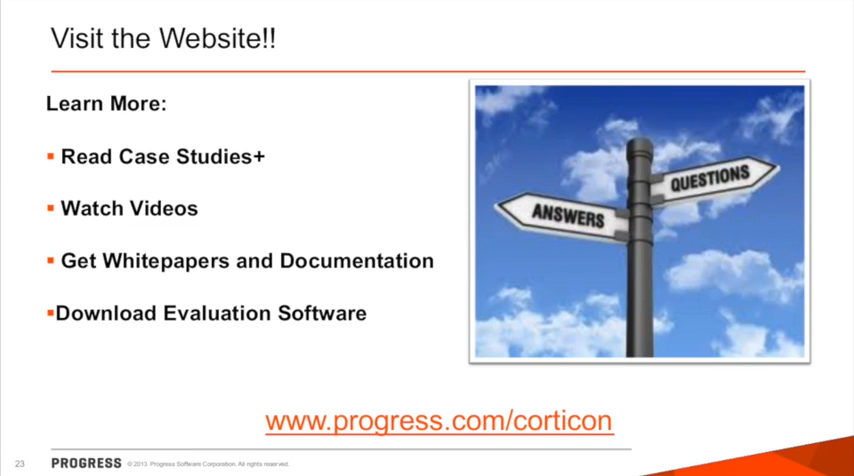 Visit the Website!!
Learn More:
▪ Read Case Studies+
▪ Watch Videos
▪ Get Whitepapers and Documentation
▪Download Evaluation Software
QUESTIONS
ANSWERS
www.progress.com/corticon
23 PROGRESS © 2013 Progress Software Corporation. All rights reserved.